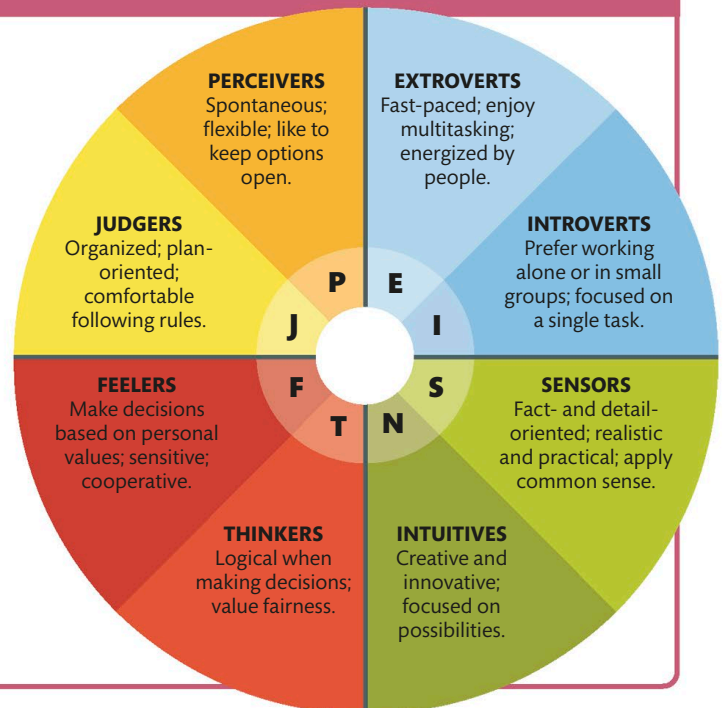 PERCEIVERS
Spontaneous;
flexible; like to
keep options
open.
EXTROVERTS
Fast-paced; enjoy
multitasking;
energized by
people.
JUDGERS
Organized; plan-
oriented;
comfortable
following rules.
INTROVERTS
Prefer working
alone or in small
groups; focused on
a single task.
P
E
J
I
F
S
T
N
FEELERS
Make decisions
based on personal
values; sensitive;
cooperative.
SENSORS
Fact- and detail-
oriented; realistic
and practical; apply
common sense.
THINKERS
Logical when
making decisions;
value fairness.
INTUITIVES
Creative and
innovative;
focused on
possibilities.